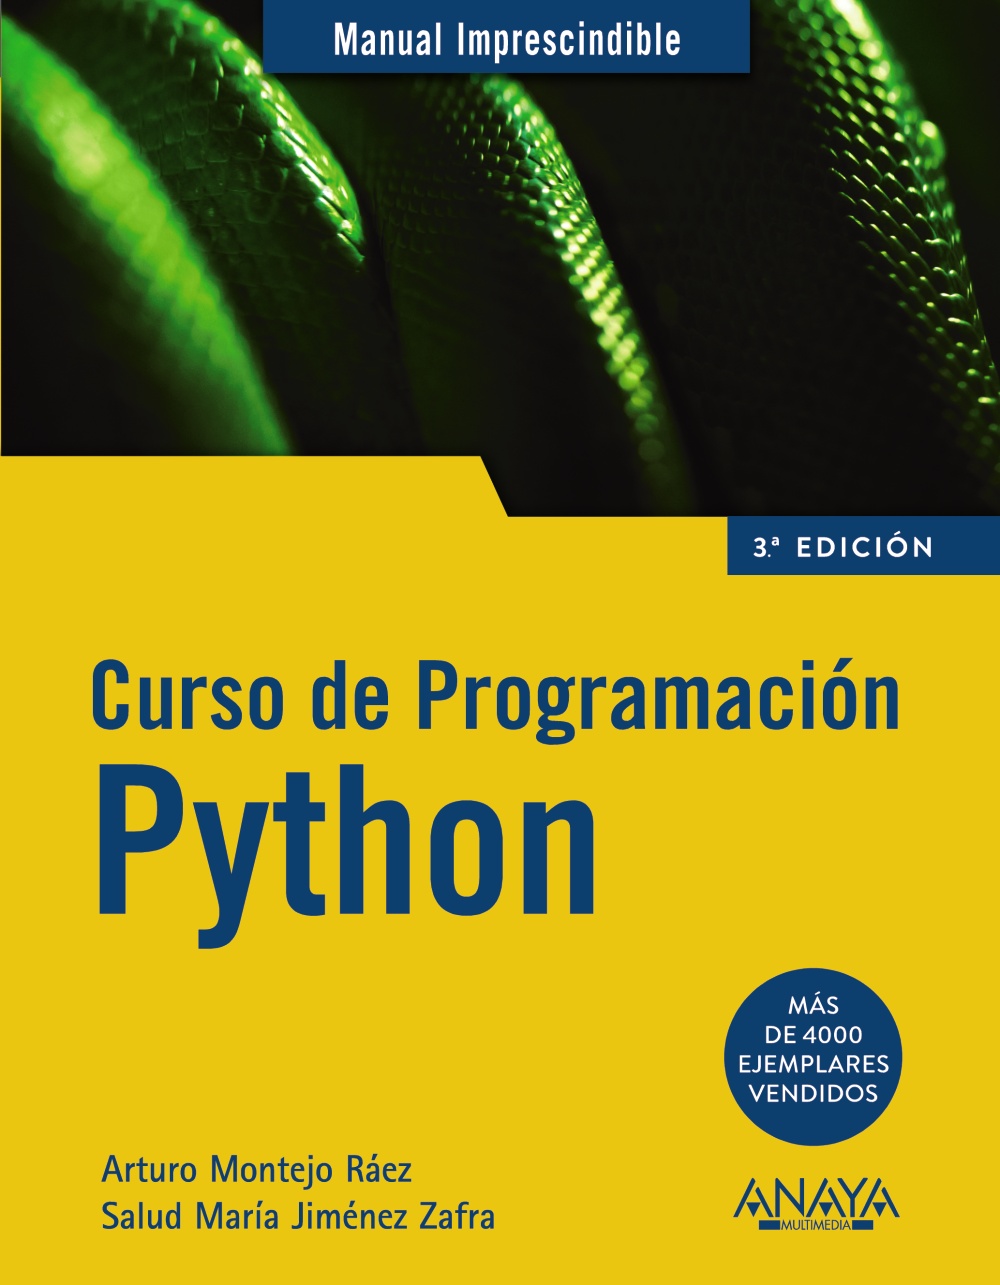 Manual Imprescindible
3.ª EDICIÓN
Curso de Programación
Python
MÁS
DE 4000
EJEMPLARES
VENDIDOS
Arturo Montejo Ráez
Salud María Jiménez Zafra
ANAYA
MULTIMEDIA